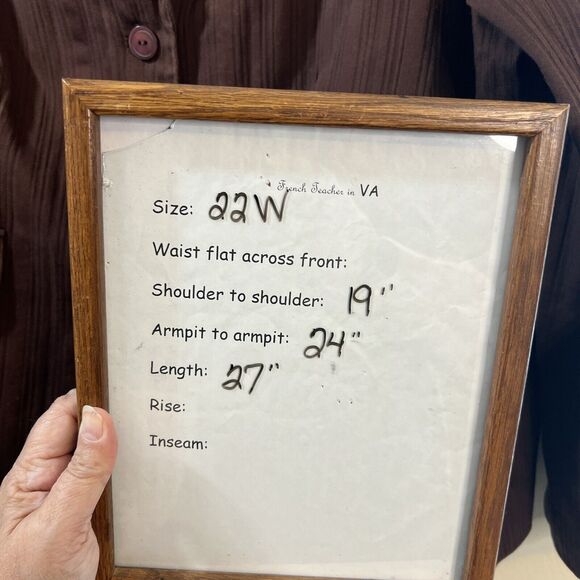 French Teacher in VA
Size: 22W
Waist flat across front:
Shoulder to shoulder: 19"
Armpit to armpit: 24"
Length: 27"
Rise:
Inseam: